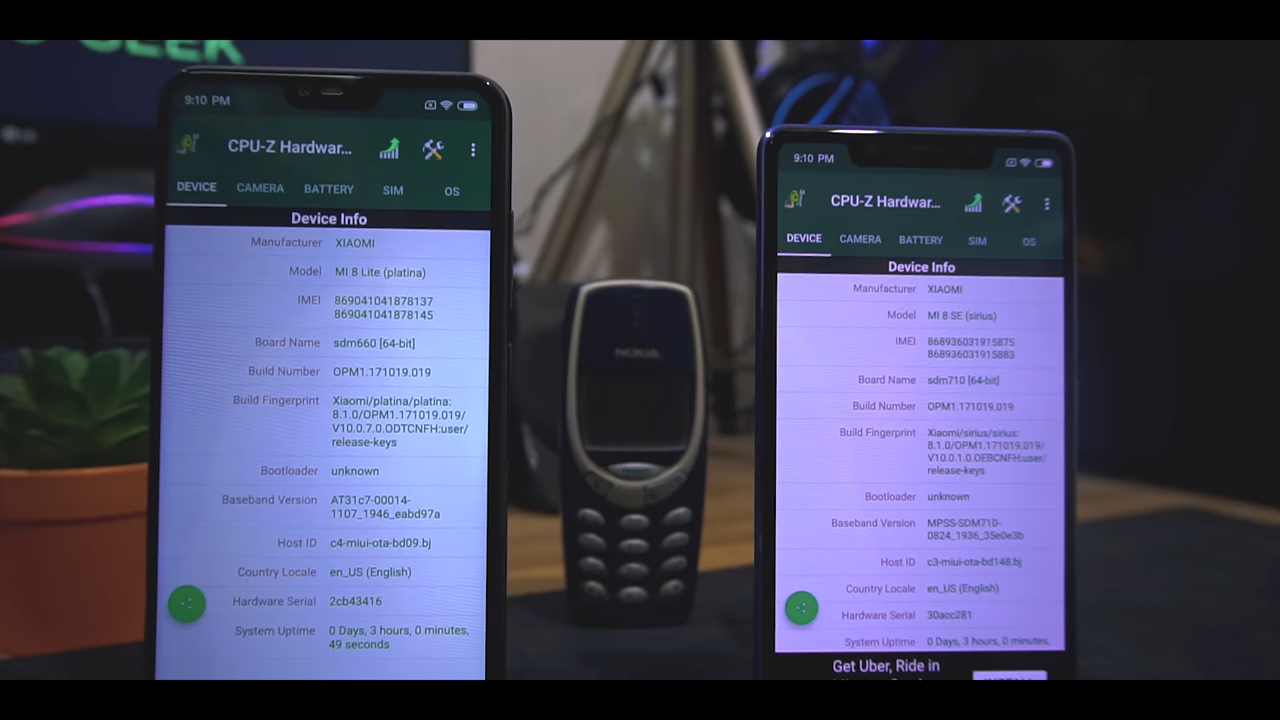 GEEK
9:10 PM
CPU-Z Hardwar...
DEVICE CAMERA BATTERY SIM OS
Device Info
Manufacturer XIAOMI
Model MI 8 Lite (platina)
IMEI 869041041878137
869041041878145
Board Name sdm660 [64-bit]
Build Number OPM1.171019.019
Build Fingerprint Xiaomi/platina/platina:
8.1.0/OPM1.171019.019/
V10.0.7.0.ODTCNFH:user/
release-keys
Bootloader unknown
Baseband Version AT31c7-00014-
1107_1946_eabd97a
Host ID c4-miui-ota-bd09.bj
Country Locale en_US (English)
Hardware Serial 2cb43416
System Uptime 0 Days, 3 hours, 0 minutes,
49 seconds
NOKIA
9:10 PM
CPU-Z Hardwar...
DEVICE CAMERA BATTERY SIM OS
Device Info
Manufacturer XIAOMI
Model MI 8 SE (sirius)
IMEI 868936031915875
868936031915883
Board Name sdm710 [64-bit]
Build Number OPM1.171019.019
Build Fingerprint Xiaomi/sirius/sirius:
8.1.0/OPM1.171019.019/
V10.0.1.0.OEBCNFH:user/
release-keys
Bootloader unknown
Baseband Version MPSS-SDM710-
0824_1936_35e0e3b
Host ID c3-miui-ota-bd148.bj
Country Locale en_US (English)
Hardware Serial 30acc281
System Uptime 0 Days, 3 hours, 0 minutes,
Get Uber, Ride in